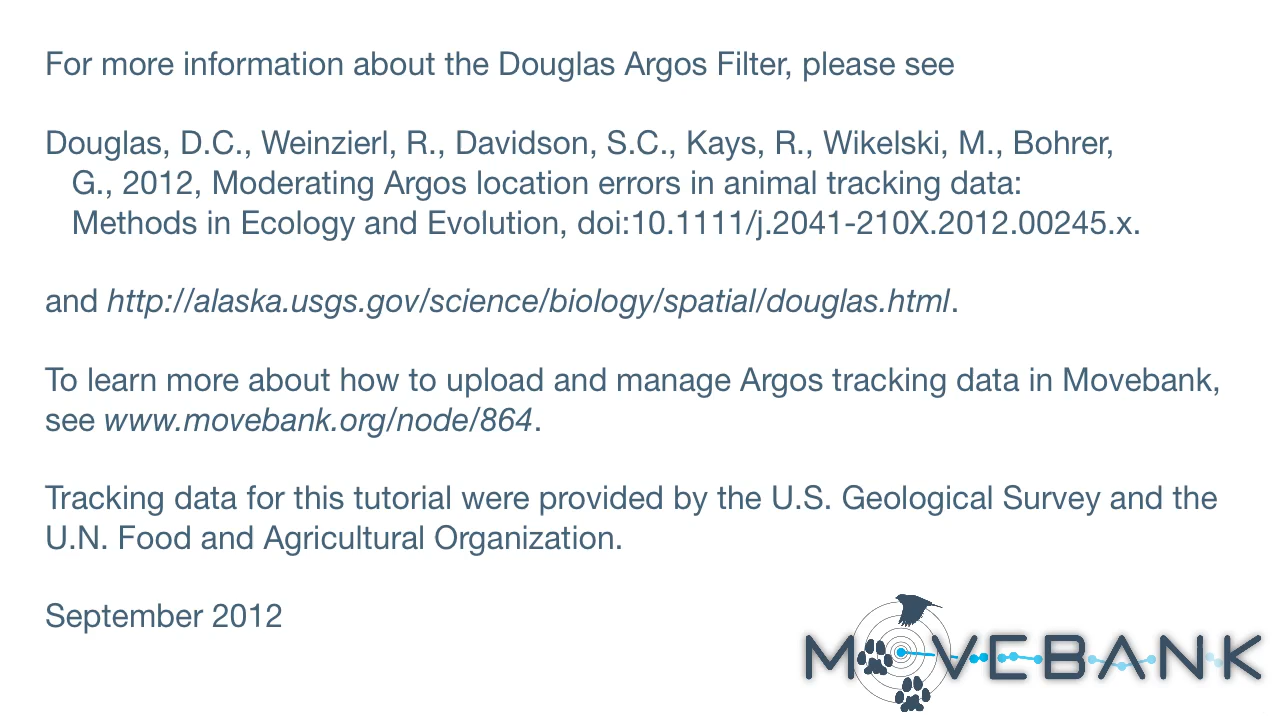 For more information about the Douglas Argos Filter, please see
Douglas, D.C., Weinzierl, R., Davidson, S.C., Kays, R., Wikelski, M., Bohrer,
G., 2012, Moderating Argos location errors in animal tracking data:
Methods in Ecology and Evolution, doi:10.1111/j.2041-210X.2012.00245.x.
and http://alaska.usgs.gov/science/biology/spatial/douglas.html.
To learn more about how to upload and manage Argos tracking data in Movebank,
see www.movebank.org/node/864.
Tracking data for this tutorial were provided by the U.S. Geological Survey and the
U.N. Food and Agricultural Organization.
September 2012
MOVEBANK